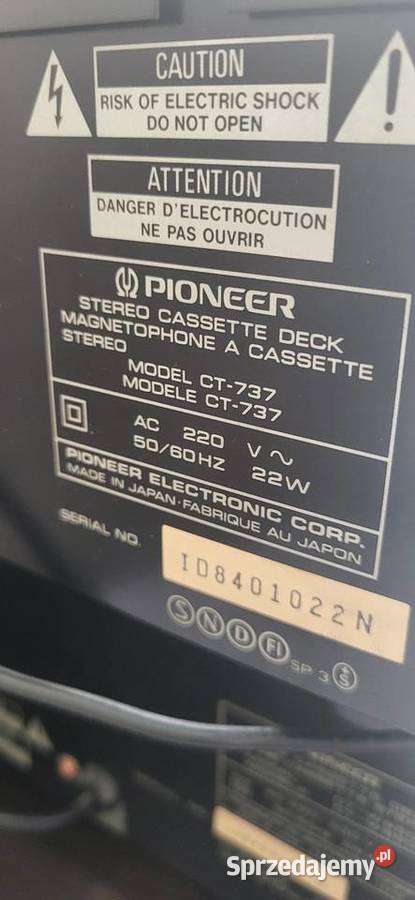 CAUTION
RISK OF ELECTRIC SHOCK
DO NOT OPEN
ATTENTION
DANGER D'ELECTROCUTION
NE PAS OUVRIR
PIONEER
STEREO CASSETTE DECK
MAGNETOPHONE A CASSETTE
STEREO
MODEL CT-737
MODELE CT-737
AC 220 V ~
50/60HZ 22W
PIONEER ELECTRONIC CORP.
MADE IN JAPAN-FABRIQUE AU JAPON
SERIAL NO. ID8401022N
S N D FI SP 3 +S
PIONEER
Sprzedajemy.pl